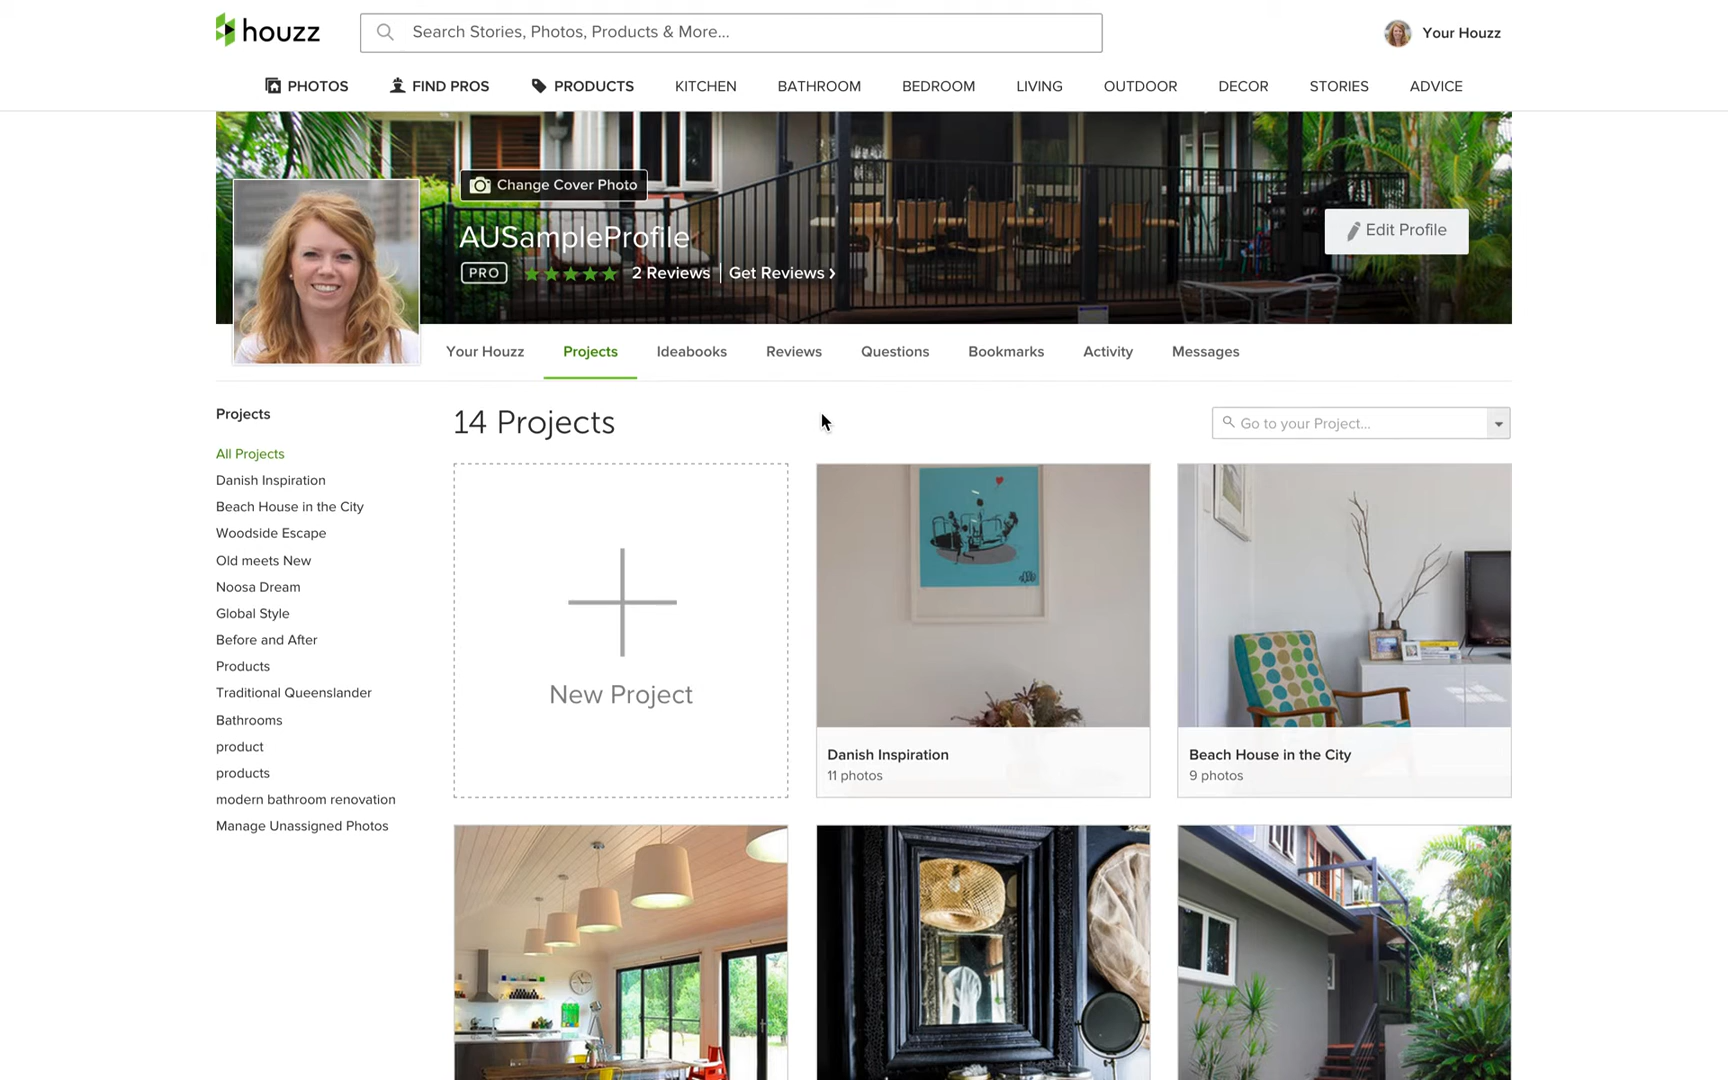 houzz
Search Stories, Photos, Products & More...
Your Houzz
PHOTOS
FIND PROS
PRODUCTS
KITCHEN
BATHROOM
BEDROOM
LIVING
OUTDOOR
DECOR
STORIES
ADVICE
Change Cover Photo
AUSampleProfile
PRO
2 Reviews
Get Reviews ›
Edit Profile
Your Houzz
Projects
Ideabooks
Reviews
Questions
Bookmarks
Activity
Messages
Projects
All Projects
Danish Inspiration
Beach House in the City
Woodside Escape
Old meets New
Noosa Dream
Global Style
Before and After
Products
Traditional Queenslander
Bathrooms
product
products
modern bathroom renovation
Manage Unassigned Photos
14 Projects
Go to your Project...
New Project
Danish Inspiration
11 photos
Beach House in the City
9 photos